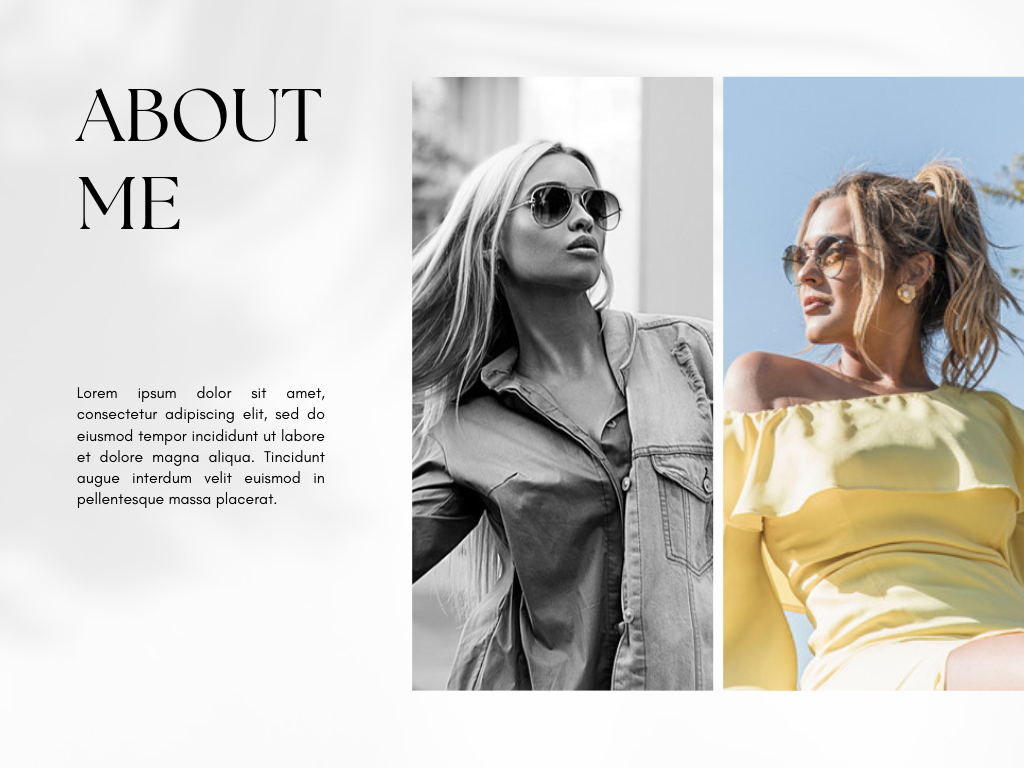 ABOUT
ME
Lorem ipsum dolor sit amet,
consectetur adipiscing elit, sed do
eiusmod tempor incididunt ut labore
et dolore magna aliqua. Tincidunt
augue interdum velit euismod in
pellentesque massa placerat.